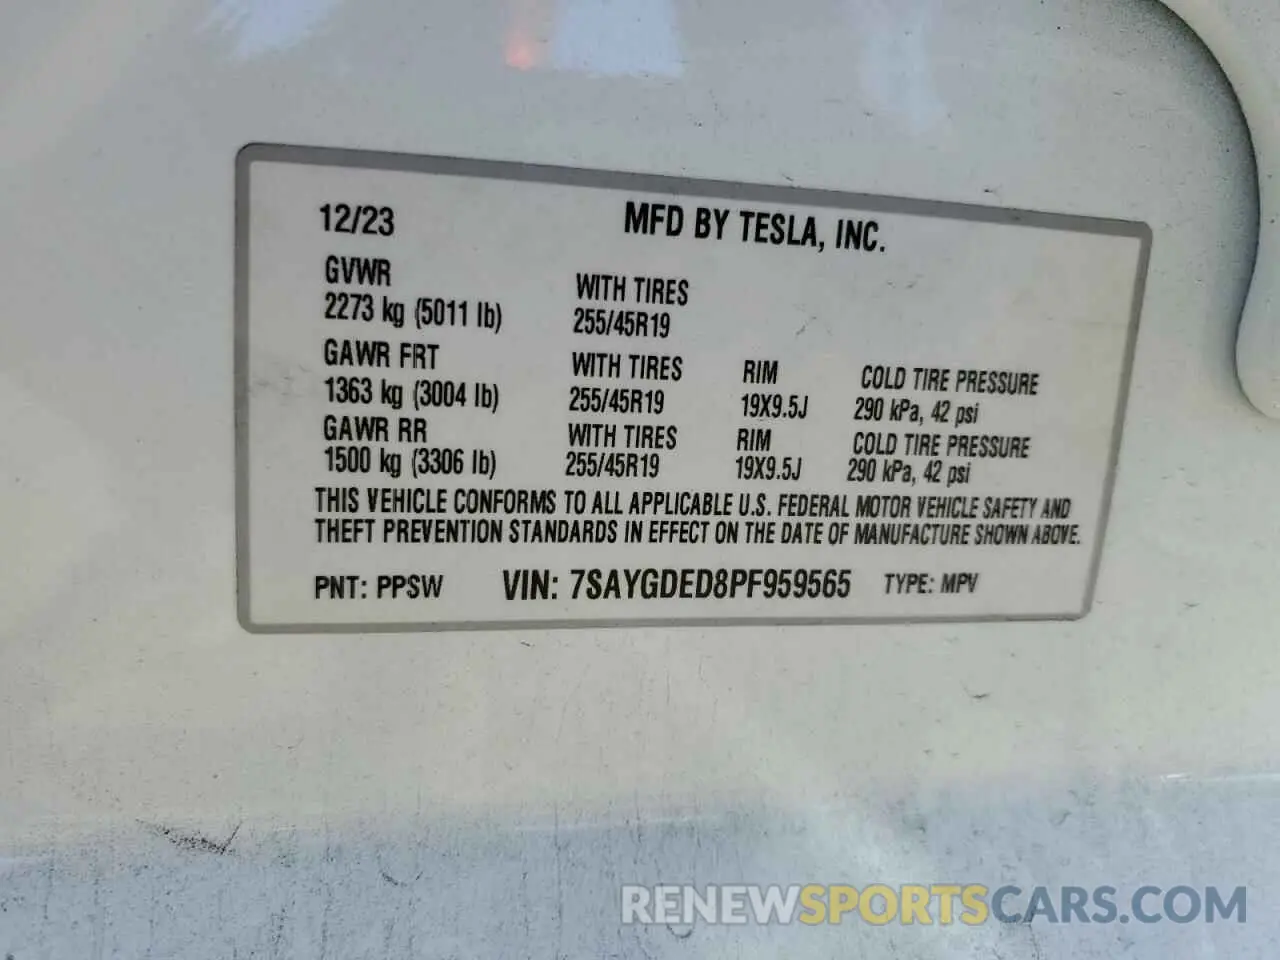 12/23 MFD BY TESLA, INC.
GVWR WITH TIRES
2273 kg (5011 lb) 255/45R19
GAWR FRT WITH TIRES RIM COLD TIRE PRESSURE
1363 kg (3004 lb) 255/45R19 19X9.5J 290 kPa, 42 psi
GAWR RR WITH TIRES RIM COLD TIRE PRESSURE
1500 kg (3306 lb) 255/45R19 19X9.5J 290 kPa, 42 psi
THIS VEHICLE CONFORMS TO ALL APPLICABLE U.S. FEDERAL MOTOR VEHICLE SAFETY AND
THEFT PREVENTION STANDARDS IN EFFECT ON THE DATE OF MANUFACTURE SHOWN ABOVE.
PNT: PPSW VIN: 7SAYGDED8PF959565 TYPE: MPV
RENEWSPORTSCARS.COM